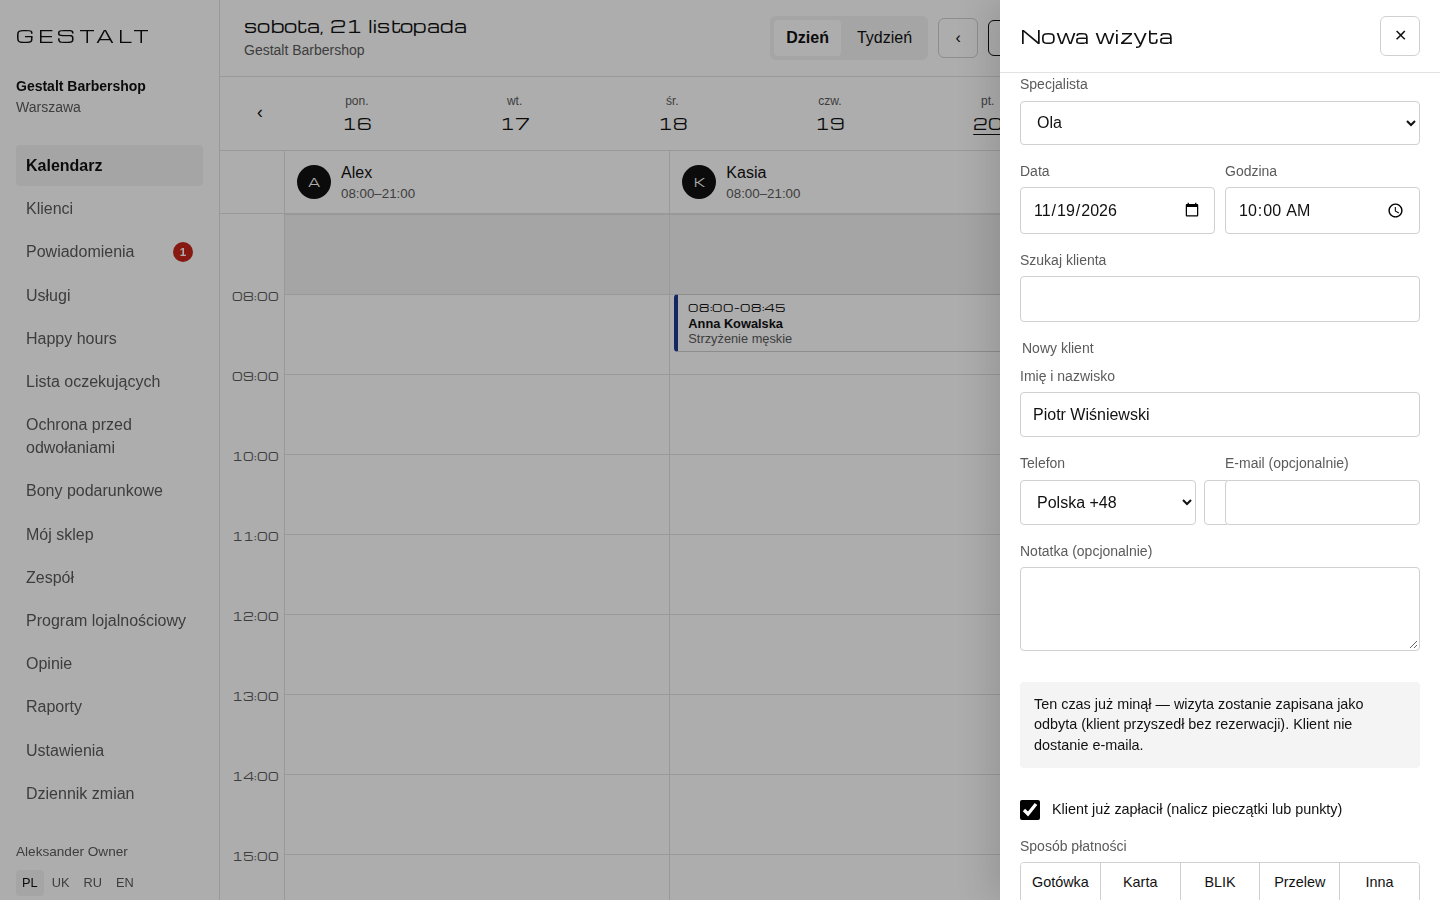 GESTALT
Gestalt Barbershop
Warszawa
Kalendarz
Klienci
Powiadomienia 1
Usługi
Happy hours
Lista oczekujących
Ochrona przed
odwołaniami
Bony podarunkowe
Mój sklep
Zespół
Program lojalnościowy
Opinie
Raporty
Ustawienia
Dziennik zmian
Aleksander Owner
PL UK RU EN
sobota, 21 listopada
Gestalt Barbershop
Dzień Tydzień ‹
‹ pon. wt. śr. czw. pt.
16 17 18 19 20
A Alex
08:00–21:00
K Kasia
08:00–21:00
08:00
08:00-08:45
Anna Kowalska
Strzyżenie męskie
09:00
10:00
11:00
12:00
13:00
14:00
15:00
Nowa wizyta ×
Specjalista
Ola
Data Godzina
11/19/2026 10:00 AM
Szukaj klienta
Nowy klient
Imię i nazwisko
Piotr Wiśniewski
Telefon E-mail (opcjonalnie)
Polska +48
Notatka (opcjonalnie)
Ten czas już minął — wizyta zostanie zapisana jako
odbyta (klient przyszedł bez rezerwacji). Klient nie
dostanie e-maila.
Klient już zapłacił (nalicz pieczątki lub punkty)
Sposób płatności
Gotówka Karta BLIK Przelew Inna